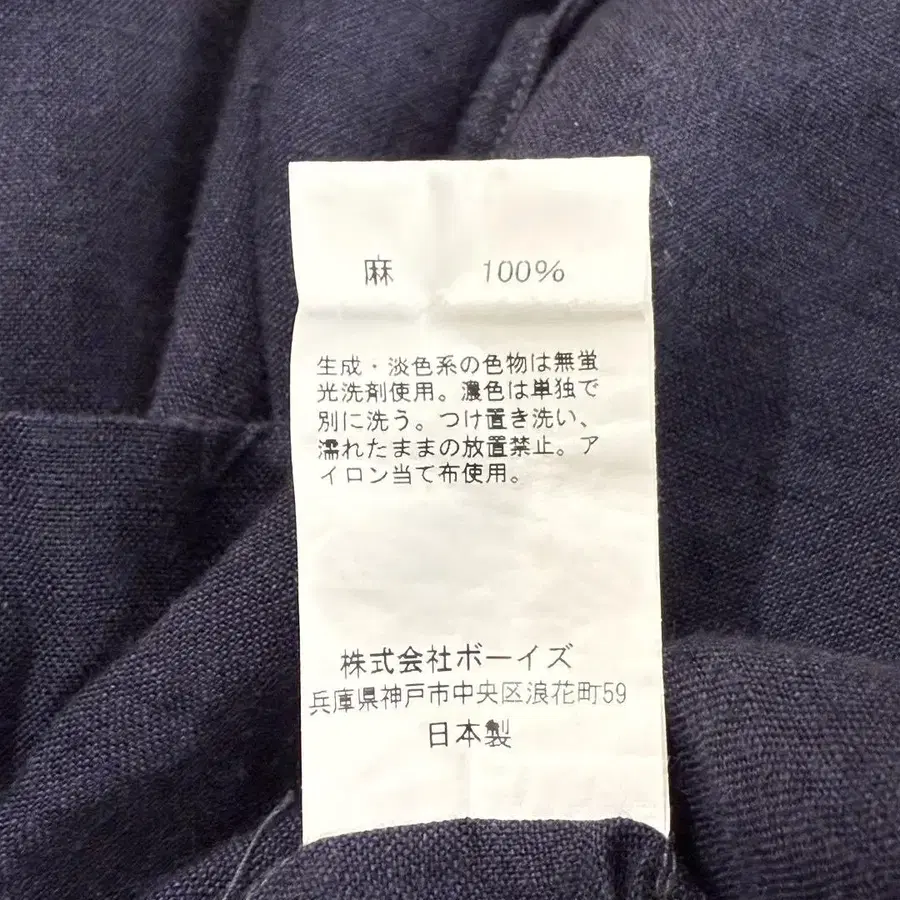 麻 100%
生成・淡色系の色物は無蛍
光洗剤使用。濃色は単独で
別に洗う。つけ置き洗い、
濡れたままの放置禁止。ア
イロン当て布使用。
株式会社ボーイズ
兵庫県神戸市中央区浪花町59
日本製